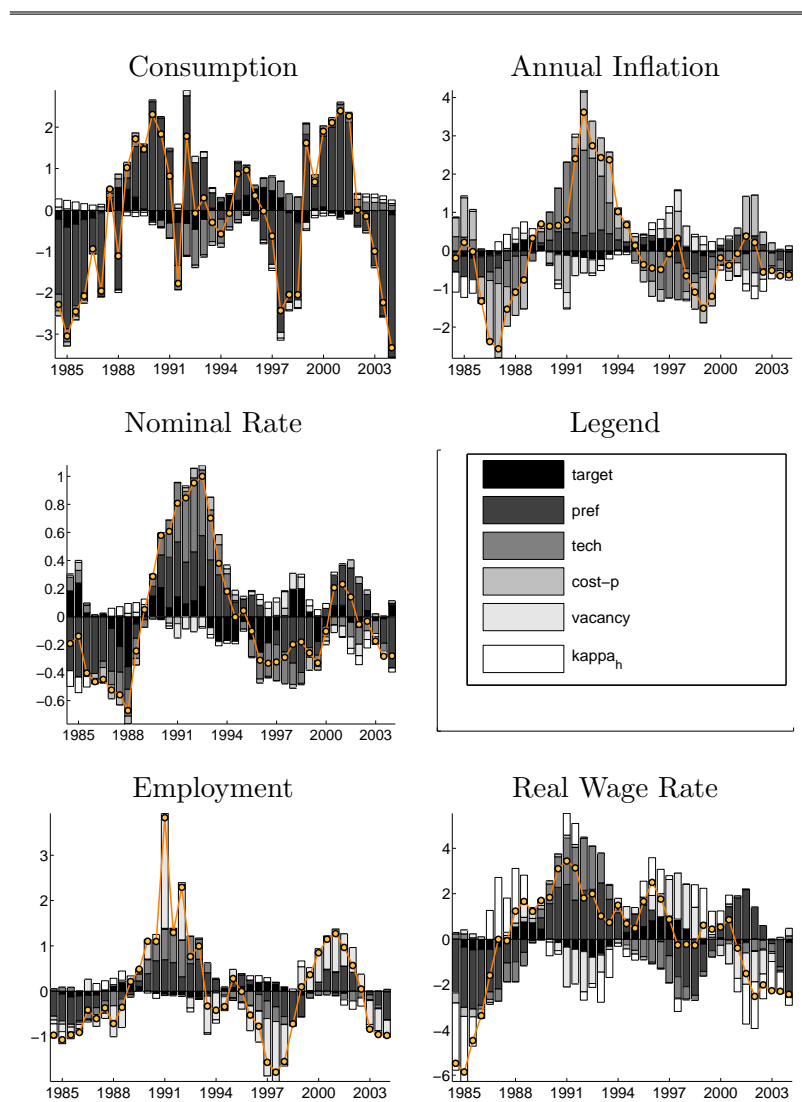 Consumption
Annual Inflation
2
1
0
−1
−2
−3
1985 1988 1991 1994 1997 2000 2003
4
3
2
1
0
−1
−2
1985 1988 1991 1994 1997 2000 2003
Nominal Rate
Legend
1
0.8
0.6
0.4
0.2
0
−0.2
−0.4
−0.6
1985 1988 1991 1994 1997 2000 2003
target
pref
tech
cost−p
vacancy
kappa_h
Employment
Real Wage Rate
3
2
1
0
−1
1985 1988 1991 1994 1997 2000 2003
4
2
0
−2
−4
−6
1985 1988 1991 1994 1997 2000 2003